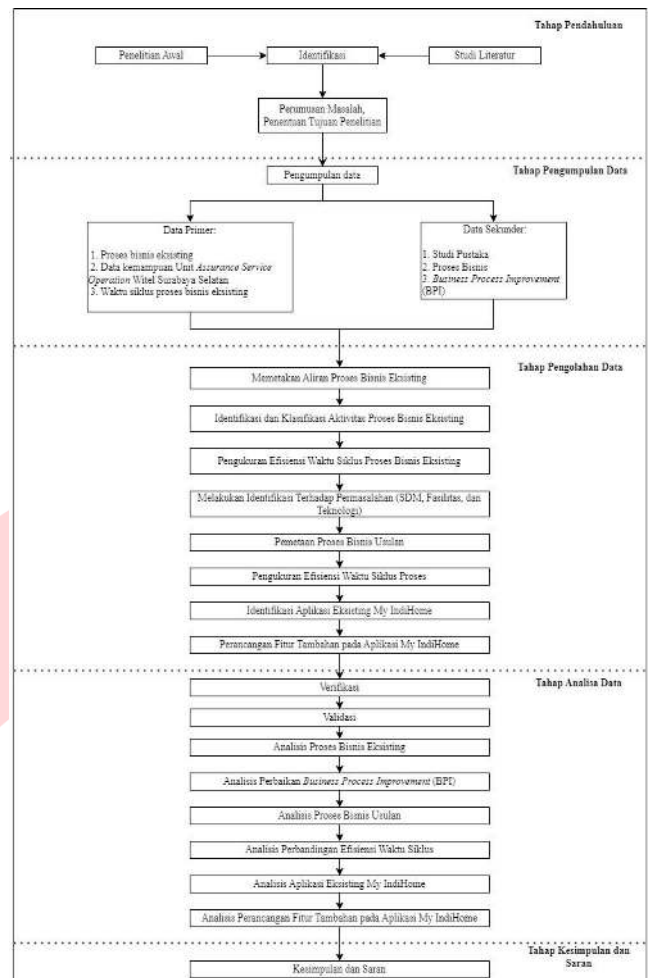 Tahap Pendahuluan
Penelitian Awal
Identifikasi
Studi Literatur
Perumusan Masalah,
Penentuan Tujuan Penelitian
Tahap Pengumpulan Data
Pengumpulan data
Data Primer:
1. Proses bisnis eksisting
2. Data kemampuan Unit Assurance Service
Operation Witel Surabaya Selatan
3. Waktu siklus proses bisnis eksisting
Data Sekunder:
1. Studi Pustaka
2. Proses Bisnis
3. Business Process Improvement
(BPI)
Tahap Pengolahan Data
Memetakan Aliran Proses Bisnis Eksisting
Identifikasi dan Klasifikasi Aktivitas Proses Bisnis Eksisting
Pengukuran Efisiensi Waktu Siklus Proses Bisnis Eksisting
Melakukan Identifikasi Terhadap Permasalahan (SDM, Fasilitas, dan
Teknologi)
Pemetaan Proses Bisnis Usulan
Pengukuran Efisiensi Waktu Siklus Proses
Identifikasi Aplikasi Eksisting My IndiHome
Perancangan Fitur Tambahan pada Aplikasi My IndiHome
Tahap Analisa Data
Verifikasi
Validasi
Analisis Proses Bisnis Eksisting
Analisis Perbaikan Business Process Improvement (BPI)
Analisis Proses Bisnis Usulan
Analisis Perbandingan Efisiensi Waktu Siklus
Analisis Aplikasi Eksisting My IndiHome
Analisis Perancangan Fitur Tambahan pada Aplikasi My IndiHome
Tahap Kesimpulan dan
Saran
Kesimpulan dan Saran